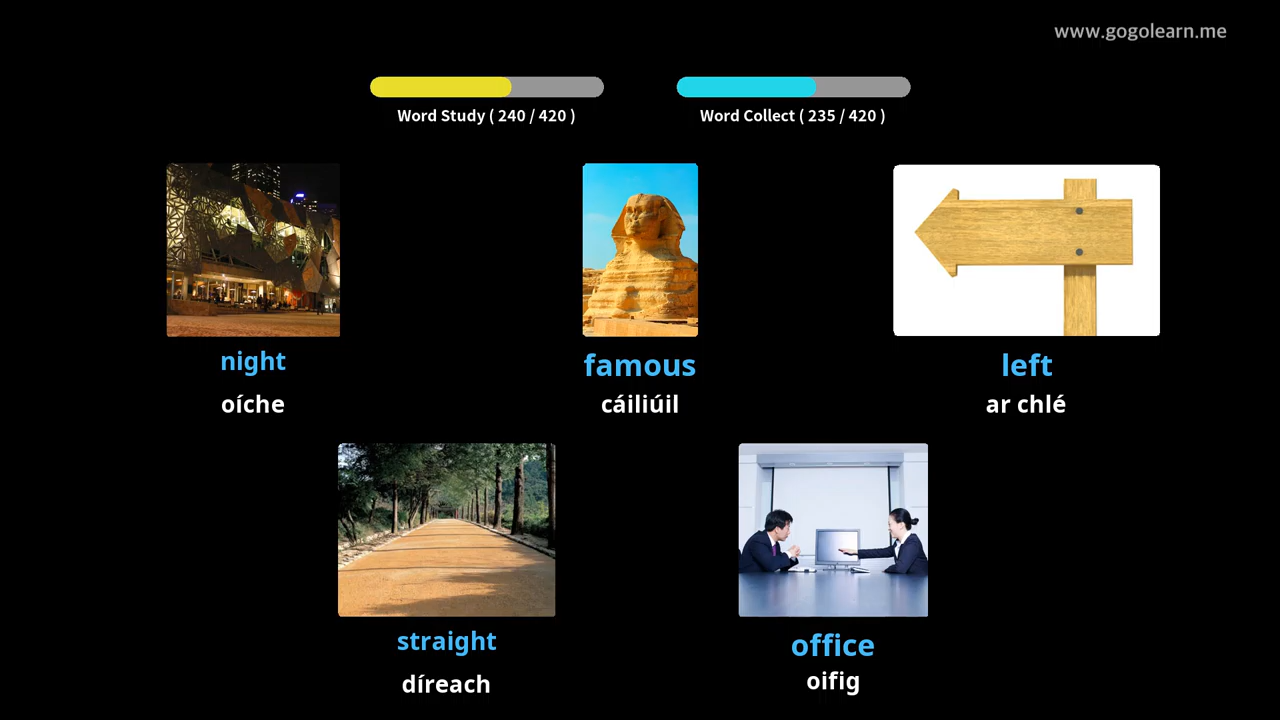 www.gogolearn.me
Word Study ( 240 / 420 )
Word Collect ( 235 / 420 )
night
oíche
famous
cáiliúil
left
ar chlé
straight
díreach
office
oifig